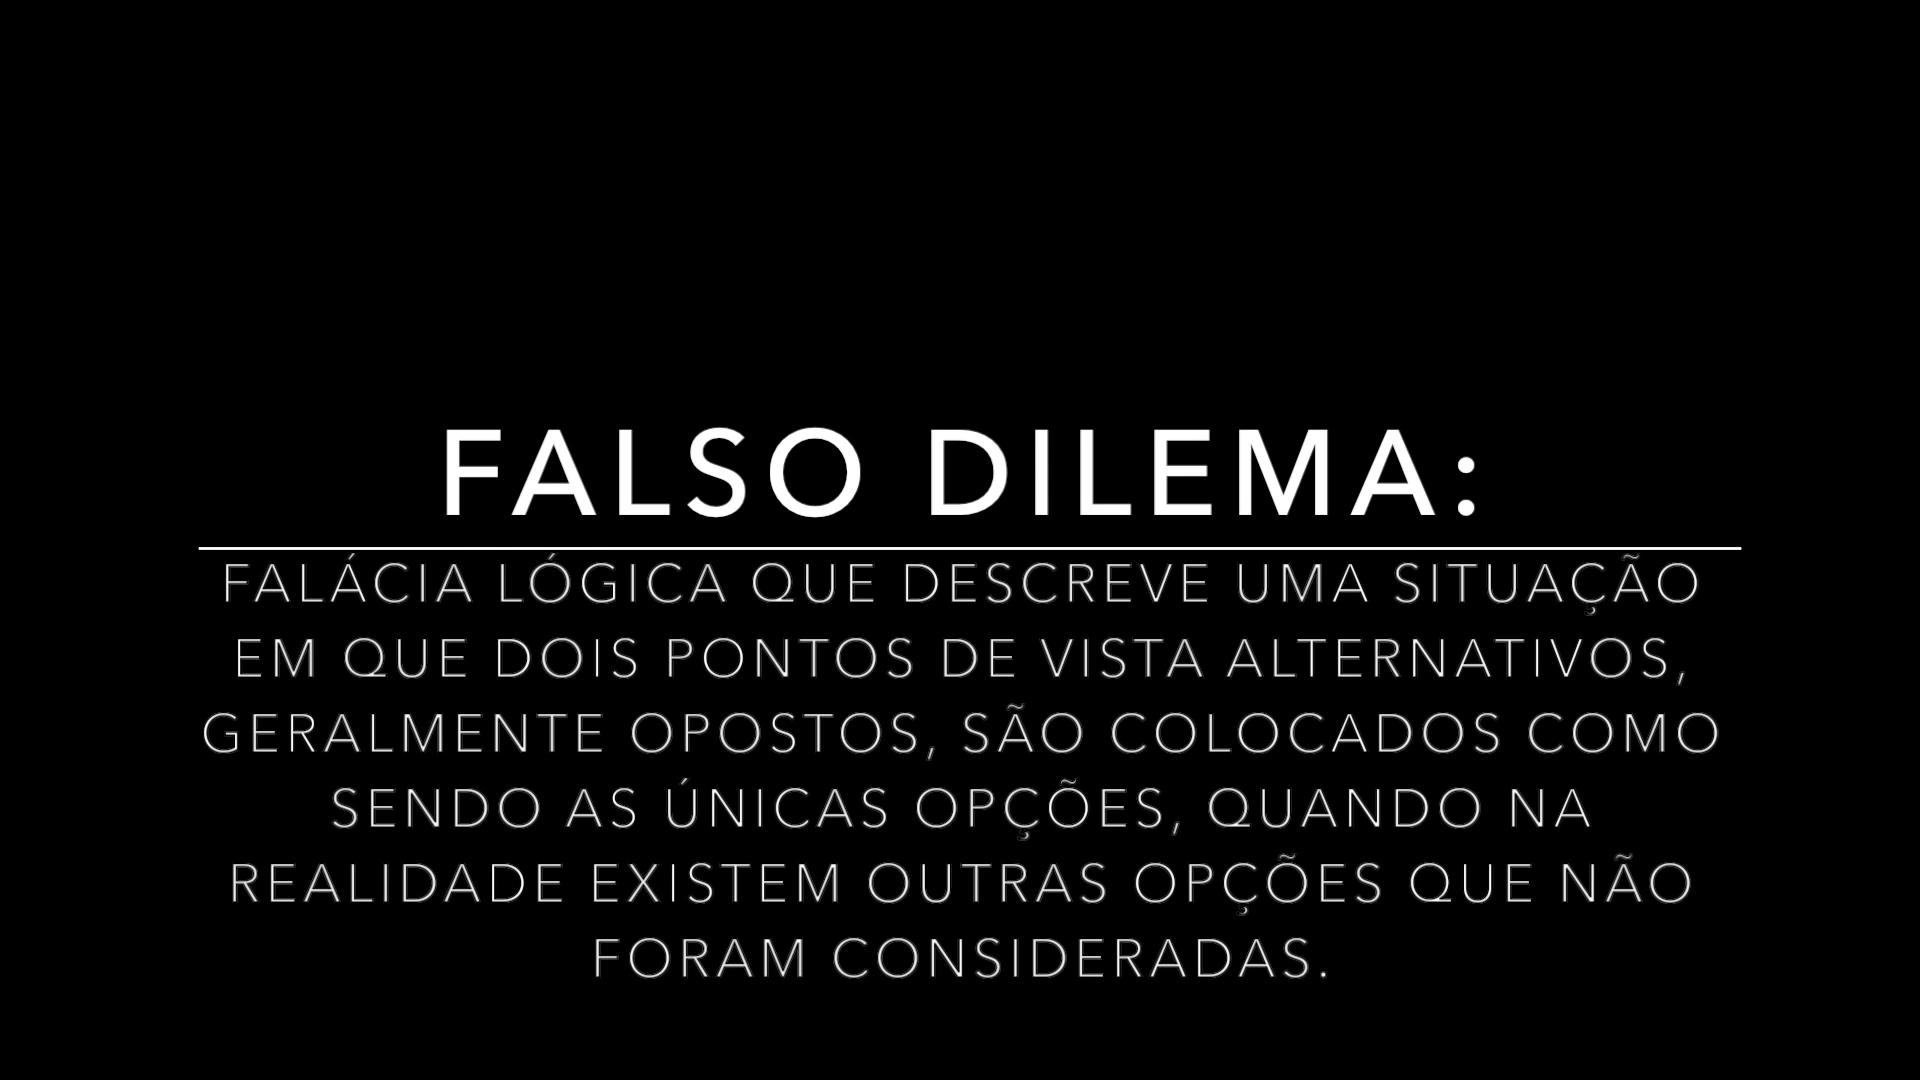 FALSO DILEMA:
FALÁCIA LÓGICA QUE DESCREVE UMA SITUAÇÃO
EM QUE DOIS PONTOS DE VISTA ALTERNATIVOS,
GERALMENTE OPOSTOS, SÃO COLOCADOS COMO
SENDO AS ÚNICAS OPÇÕES, QUANDO NA
REALIDADE EXISTEM OUTRAS OPÇÕES QUE NÃO
FORAM CONSIDERADAS.